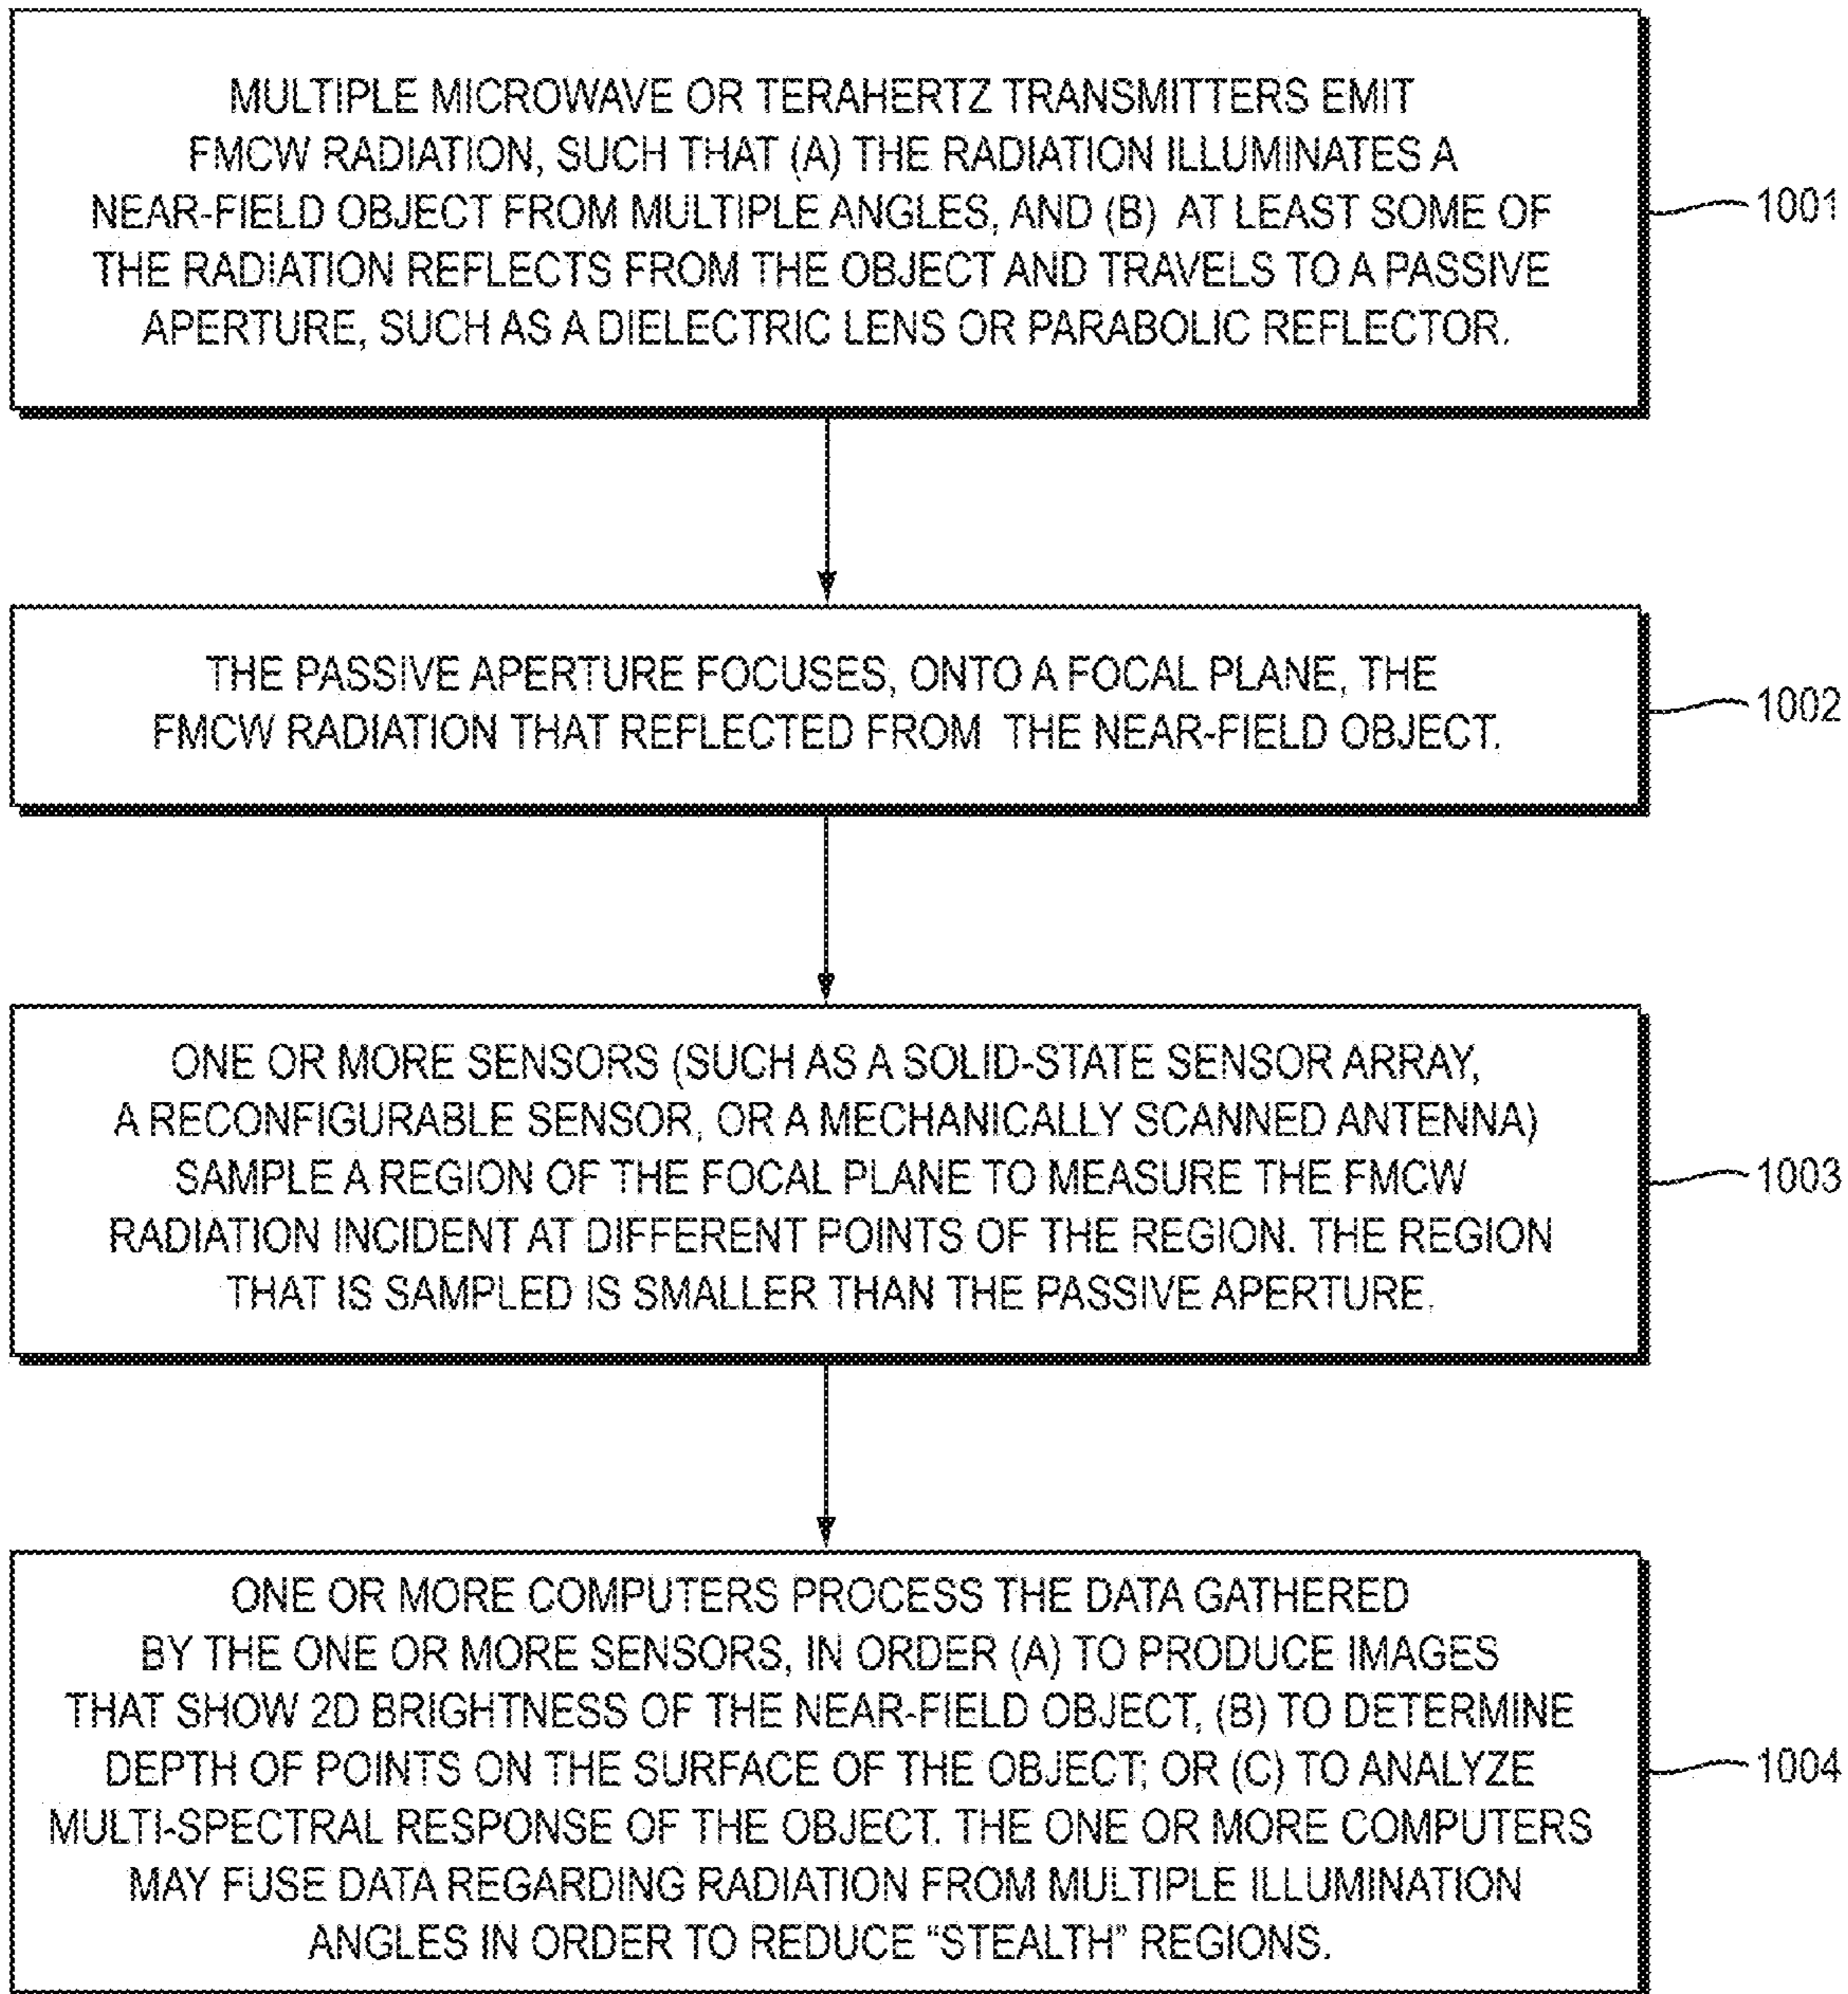 MULTIPLE MICROWAVE OR TERAHERTZ TRANSMITTERS EMIT
FMCW RADIATION, SUCH THAT (A) THE RADIATION ILLUMINATES A
NEAR-FIELD OBJECT FROM MULTIPLE ANGLES, AND (B) AT LEAST SOME OF
THE RADIATION REFLECTS FROM THE OBJECT AND TRAVELS TO A PASSIVE
APERTURE, SUCH AS A DIELECTRIC LENS OR PARABOLIC REFLECTOR.
1001
THE PASSIVE APERTURE FOCUSES, ONTO A FOCAL PLANE, THE
FMCW RADIATION THAT REFLECTED FROM THE NEAR-FIELD OBJECT.
1002
ONE OR MORE SENSORS (SUCH AS A SOLID-STATE SENSOR ARRAY,
A RECONFIGURABLE SENSOR, OR A MECHANICALLY SCANNED ANTENNA)
SAMPLE A REGION OF THE FOCAL PLANE TO MEASURE THE FMCW
RADIATION INCIDENT AT DIFFERENT POINTS OF THE REGION. THE REGION
THAT IS SAMPLED IS SMALLER THAN THE PASSIVE APERTURE.
1003
ONE OR MORE COMPUTERS PROCESS THE DATA GATHERED
BY THE ONE OR MORE SENSORS, IN ORDER (A) TO PRODUCE IMAGES
THAT SHOW 2D BRIGHTNESS OF THE NEAR-FIELD OBJECT, (B) TO DETERMINE
DEPTH OF POINTS ON THE SURFACE OF THE OBJECT; OR (C) TO ANALYZE
MULTI-SPECTRAL RESPONSE OF THE OBJECT. THE ONE OR MORE COMPUTERS
MAY FUSE DATA REGARDING RADIATION FROM MULTIPLE ILLUMINATION
ANGLES IN ORDER TO REDUCE “STEALTH” REGIONS.
1004